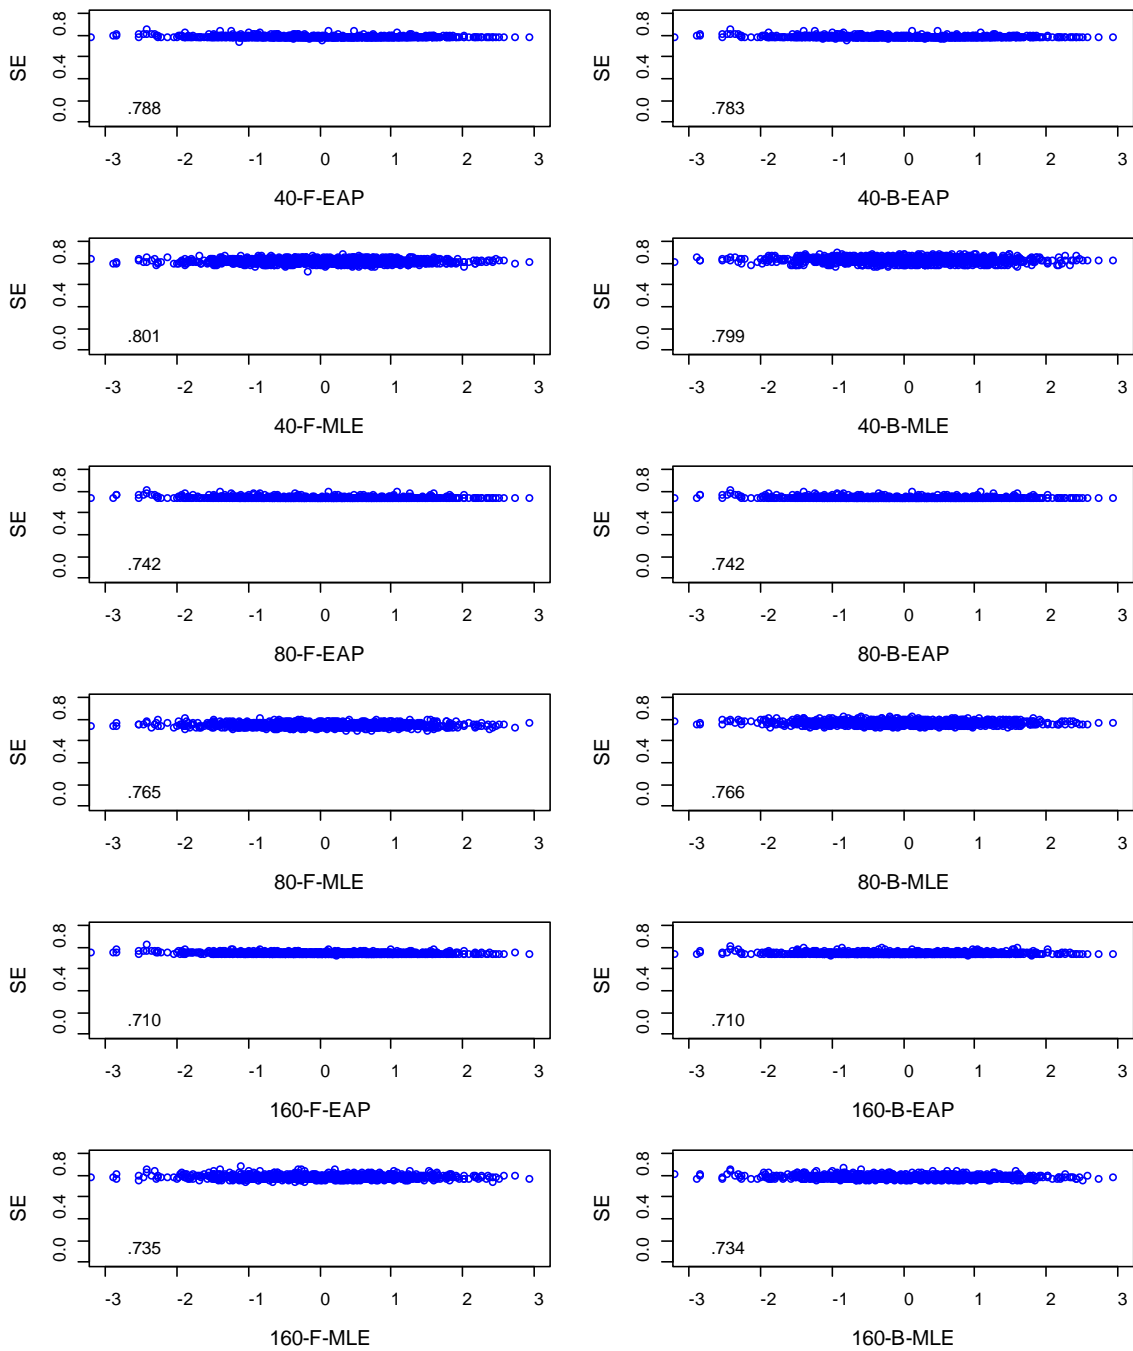 SE
0.0 0.4 0.8
.788
-3 -2 -1 0 1 2 3
40-F-EAP
SE
0.0 0.4 0.8
.783
-3 -2 -1 0 1 2 3
40-B-EAP
SE
0.0 0.4 0.8
.801
-3 -2 -1 0 1 2 3
40-F-MLE
SE
0.0 0.4 0.8
.799
-3 -2 -1 0 1 2 3
40-B-MLE
SE
0.0 0.4 0.8
.742
-3 -2 -1 0 1 2 3
80-F-EAP
SE
0.0 0.4 0.8
.742
-3 -2 -1 0 1 2 3
80-B-EAP
SE
0.0 0.4 0.8
.765
-3 -2 -1 0 1 2 3
80-F-MLE
SE
0.0 0.4 0.8
.766
-3 -2 -1 0 1 2 3
80-B-MLE
SE
0.0 0.4 0.8
.710
-3 -2 -1 0 1 2 3
160-F-EAP
SE
0.0 0.4 0.8
.710
-3 -2 -1 0 1 2 3
160-B-EAP
SE
0.0 0.4 0.8
.735
-3 -2 -1 0 1 2 3
160-F-MLE
SE
0.0 0.4 0.8
.734
-3 -2 -1 0 1 2 3
160-B-MLE